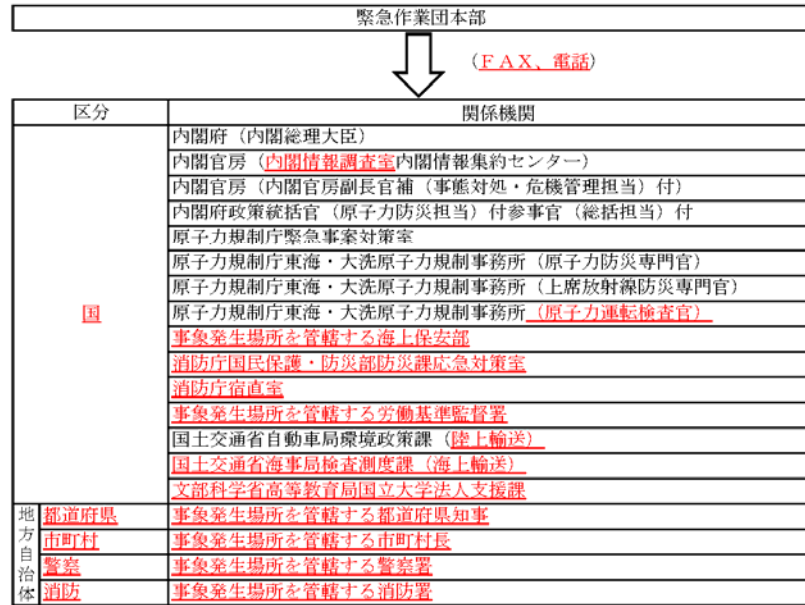 緊急作業団本部
（ＦＡＸ、電話）
区分 関係機関
国
内閣府（内閣総理大臣）
内閣官房（内閣情報調査室内閣情報集約センター）
内閣官房（内閣官房副長官補（事態対処・危機管理担当）付）
内閣府政策統括官（原子力防災担当）付参事官（総括担当）付
原子力規制庁緊急事案対策室
原子力規制庁東海・大洗原子力規制事務所（原子力防災専門官）
原子力規制庁東海・大洗原子力規制事務所（上席放射線防災専門官）
原子力規制庁東海・大洗原子力規制事務所（原子力運転検査官）
事象発生場所を管轄する海上保安部
消防庁国民保護・防災部防災課応急対策室
消防庁宿直室
事象発生場所を管轄する労働基準監督署
国土交通省自動車局環境政策課（陸上輸送）
国土交通省海事局検査測度課（海上輸送）
文部科学省高等教育局国立大学法人支援課
地方自治体
都道府県 事象発生場所を管轄する都道府県知事
市町村 事象発生場所を管轄する市町村長
警察 事象発生場所を管轄する警察署
消防 事象発生場所を管轄する消防署